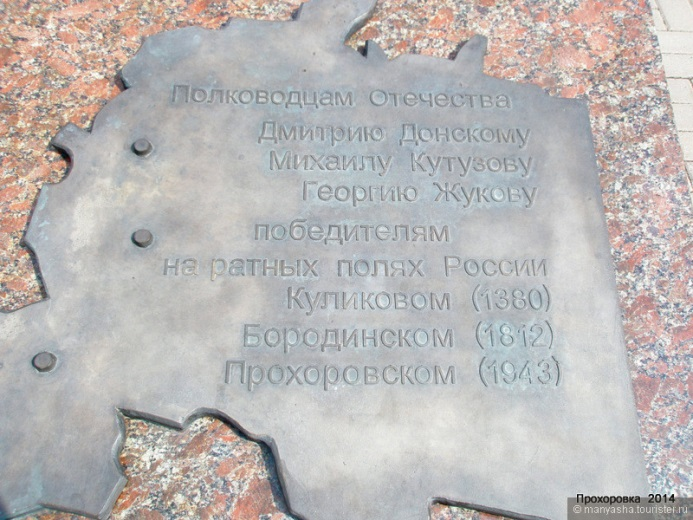 Полководцам Отечества
Дмитрию Донскому
Михаилу Кутузову
Георгию Жукову
победителям
на ратных полях России
Куликовом (1380)
Бородинском (1812)
Прохоровском (1943)
Прохоровка 2014
© manyasha.tourister.ru